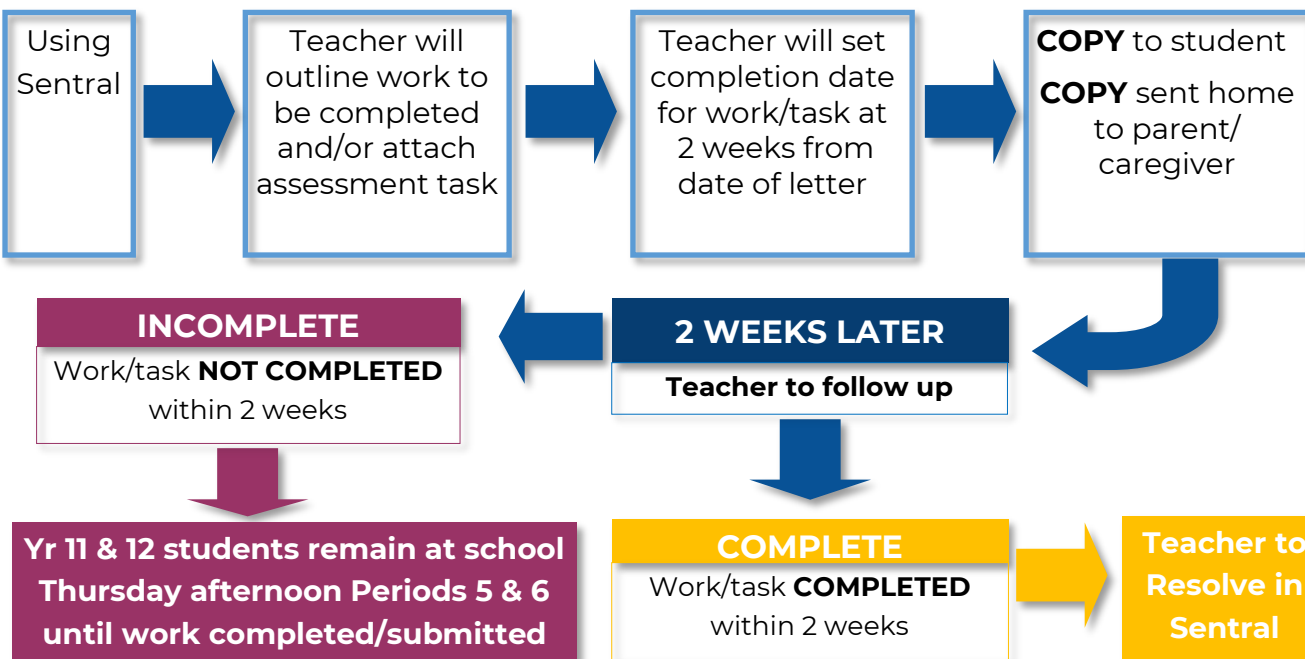 Using
Sentral
Teacher will
outline work to
be completed
and/or attach
assessment task
Teacher will set
completion date
for work/task at
2 weeks from
date of letter
COPY to student
COPY sent home
to parent/
caregiver
INCOMPLETE
Work/task NOT COMPLETED
within 2 weeks
2 WEEKS LATER
Teacher to follow up
Yr 11 & 12 students remain at school
Thursday afternoon Periods 5 & 6
until work completed/submitted
COMPLETE
Work/task COMPLETED
within 2 weeks
Teacher to
Resolve in
Sentral